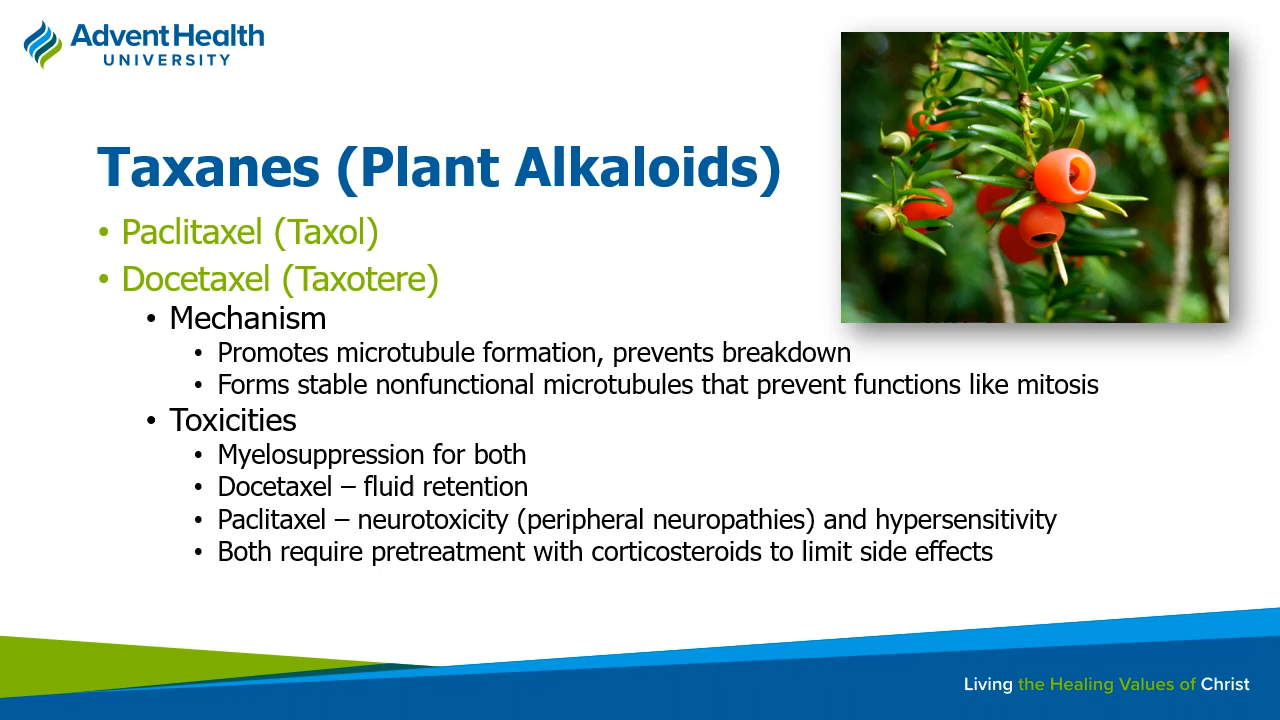 AdventHealth
UNIVERSITY
Taxanes (Plant Alkaloids)
• Paclitaxel (Taxol)
• Docetaxel (Taxotere)
• Mechanism
• Promotes microtubule formation, prevents breakdown
• Forms stable nonfunctional microtubules that prevent functions like mitosis
• Toxicities
• Myelosuppression for both
• Docetaxel – fluid retention
• Paclitaxel – neurotoxicity (peripheral neuropathies) and hypersensitivity
• Both require pretreatment with corticosteroids to limit side effects
Living the Healing Values of Christ